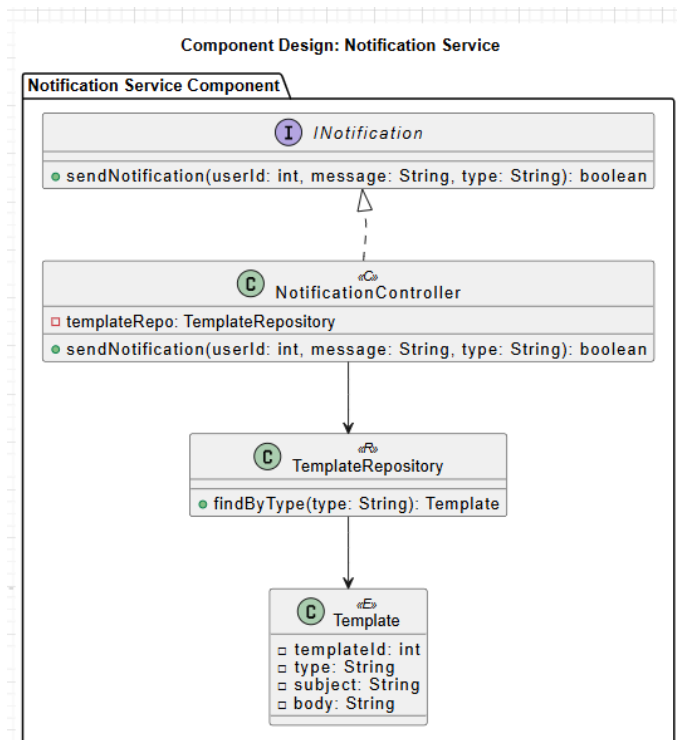 Component Design: Notification Service
Notification Service Component
I INotification
sendNotification(userId: int, message: String, type: String): boolean
«C»
C NotificationController
templateRepo: TemplateRepository
sendNotification(userId: int, message: String, type: String): boolean
«R»
C TemplateRepository
findByType(type: String): Template
«E»
C Template
templateId: int
type: String
subject: String
body: String